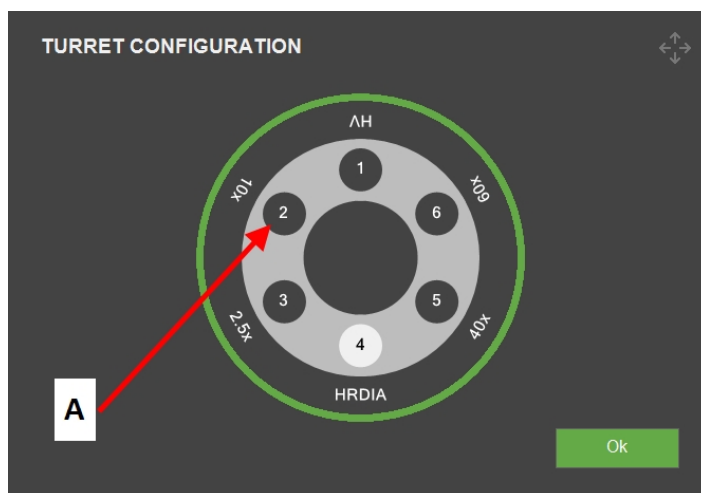 TURRET CONFIGURATION
HV
1
10x
60x
2
6
3
5
2.5x
40x
4
HRDIA
A
Ok